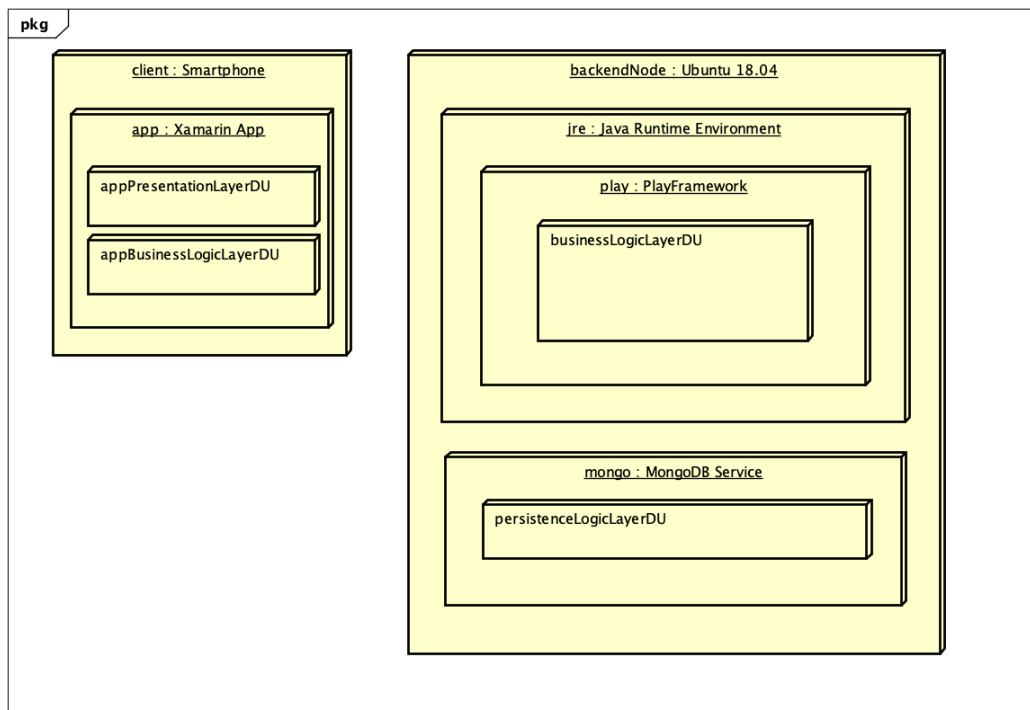 pkg
client : Smartphone
app : Xamarin App
appPresentationLayerDU
appBusinessLogicLayerDU
backendNode : Ubuntu 18.04
jre : Java Runtime Environment
play : PlayFramework
businessLogicLayerDU
mongo : MongoDB Service
persistenceLogicLayerDU